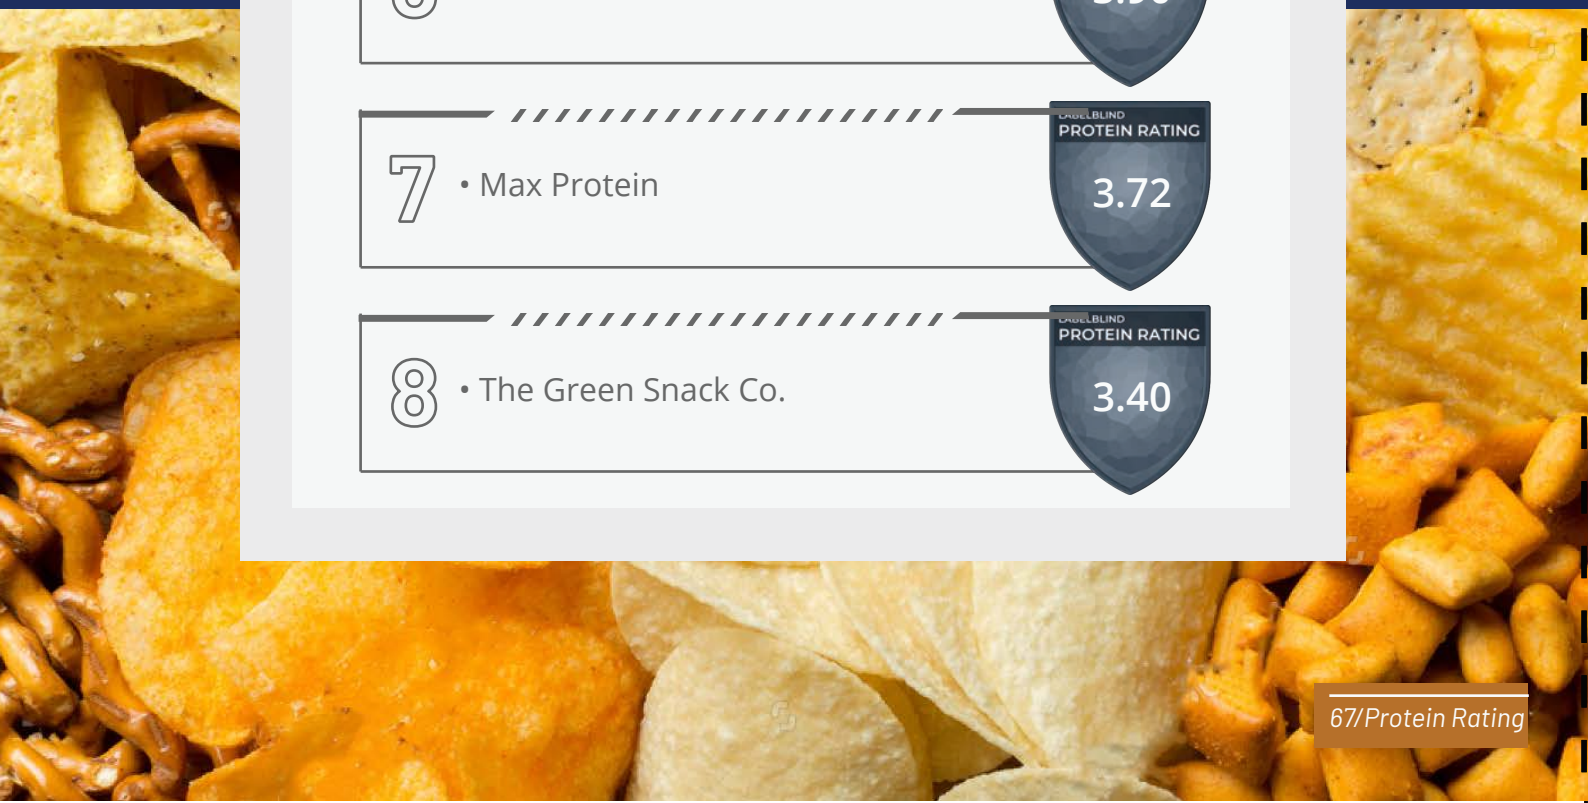 LABELBLIND
PROTEIN RATING
7
• Max Protein
3.72
LABELBLIND
PROTEIN RATING
8
• The Green Snack Co.
3.40
67/Protein Rating